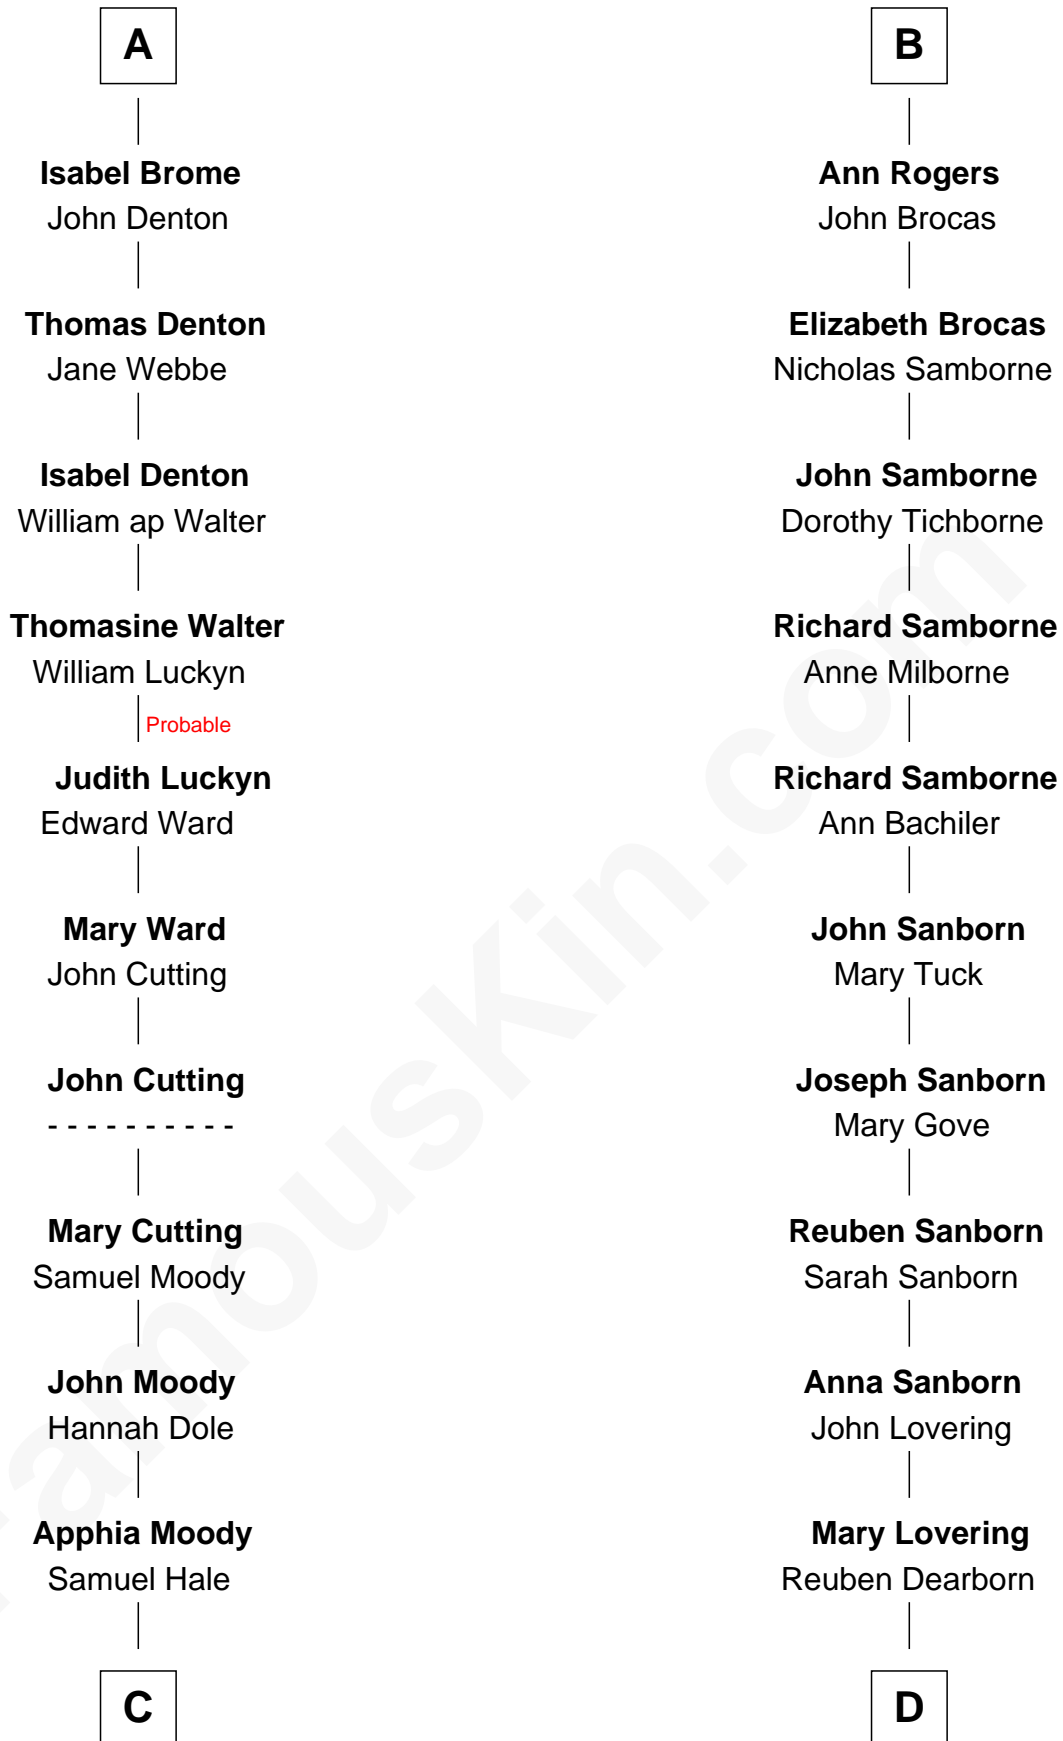 A
Isabel Brome
John Denton
Thomas Denton
Jane Webbe
Isabel Denton
William ap Walter
Thomasine Walter
William Luckyn
Probable
Judith Luckyn
Edward Ward
Mary Ward
John Cutting
John Cutting
- - - - - - - - - -
Mary Cutting
Samuel Moody
John Moody
Hannah Dole
Apphia Moody
Samuel Hale
C
B
Ann Rogers
John Brocas
Elizabeth Brocas
Nicholas Samborne
John Samborne
Dorothy Tichborne
Richard Samborne
Anne Milborne
Richard Samborne
Ann Bachiler
John Sanborn
Mary Tuck
Joseph Sanborn
Mary Gove
Reuben Sanborn
Sarah Sanborn
Anna Sanborn
John Lovering
Mary Lovering
Reuben Dearborn
D
FamousKin.com